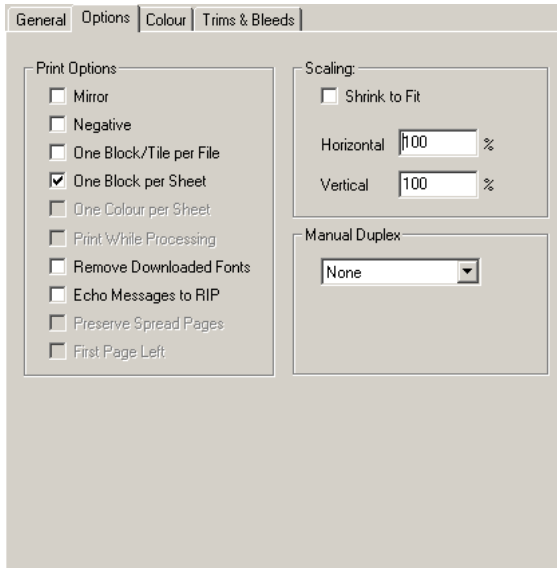 General Options Colour Trims & Bleeds
Print Options
Mirror
Negative
One Block/Tile per File
One Block per Sheet
One Colour per Sheet
Print While Processing
Remove Downloaded Fonts
Echo Messages to RIP
Preserve Spread Pages
First Page Left
Scaling:
Shrink to Fit
Horizontal 100 %
Vertical 100 %
Manual Duplex
None